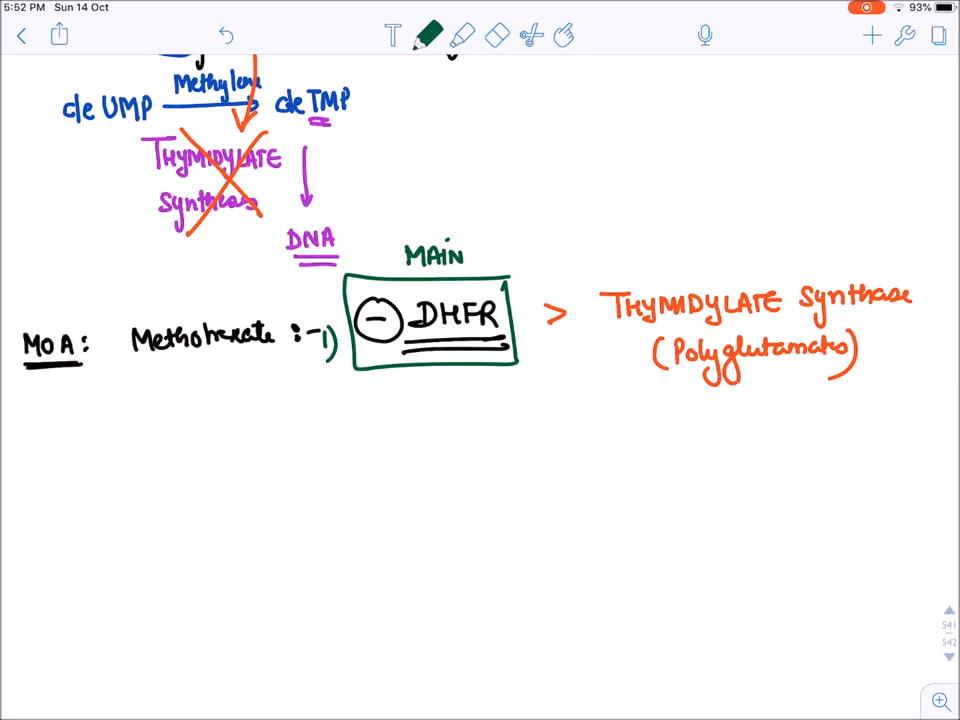 5:52 PM Sun 14 Oct
93%
T
Methylene
de UMP
de TMP
THYMIDYLATE
Synthase
DNA
MAIN
MOA: Methotrexate :- 1) − DHFR > THYMIDYLATE Synthase
(Polyglutamates)
541
542